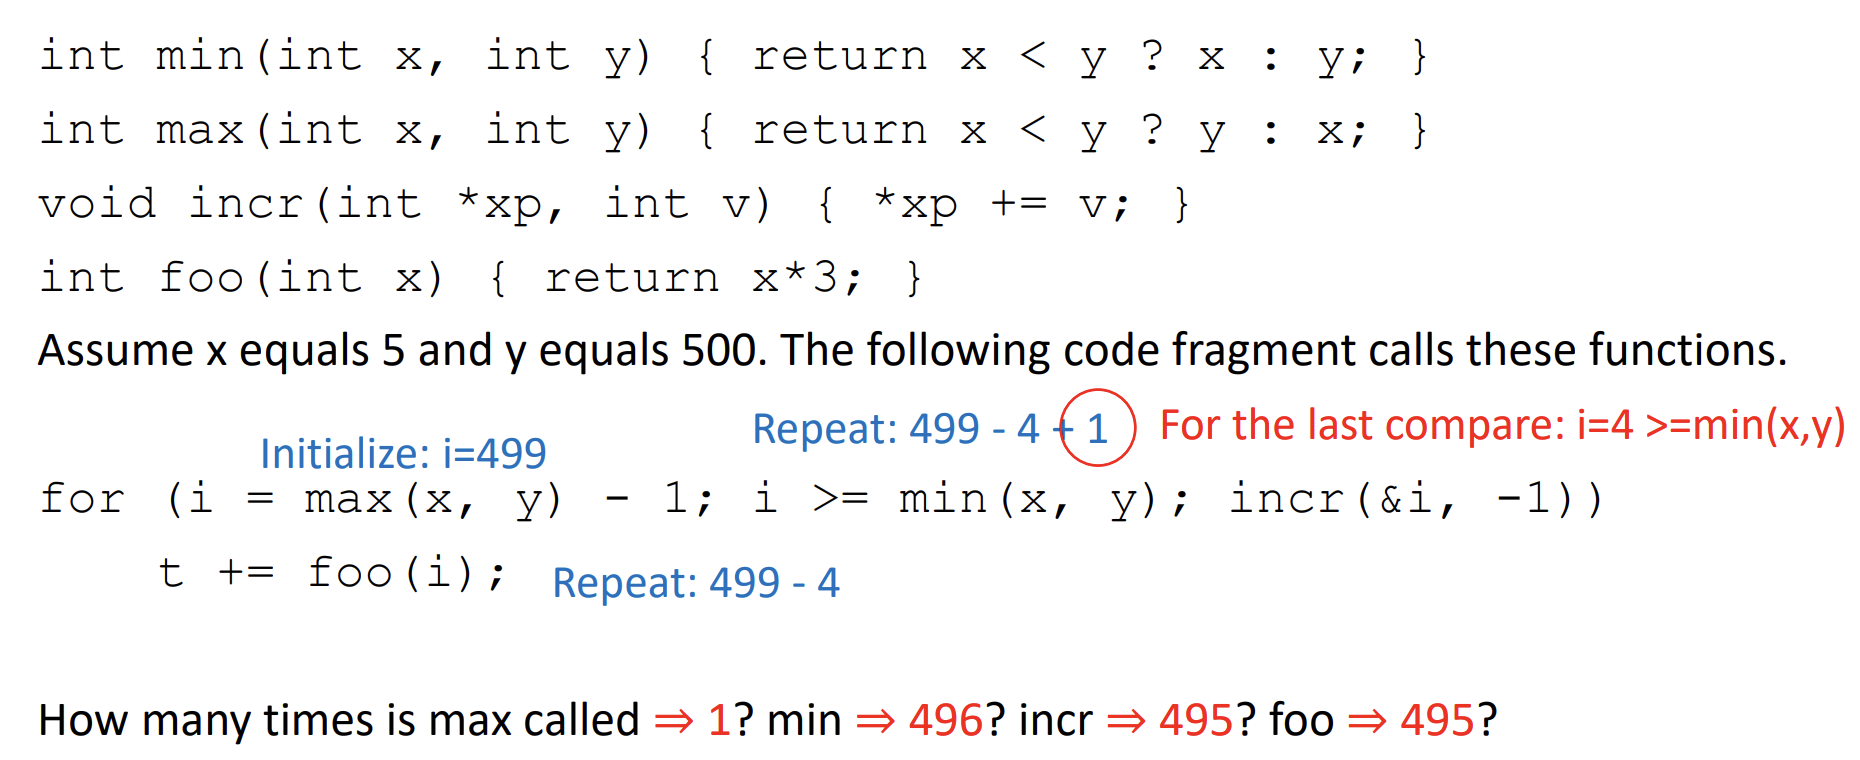 int min(int x, int y) { return x < y ? x : y; }
int max(int x, int y) { return x < y ? y : x; }
void incr(int *xp, int v) { *xp += v; }
int foo(int x) { return x*3; }
Assume x equals 5 and y equals 500. The following code fragment calls these functions.
Repeat: 499 - 4 + 1 For the last compare: i=4 >=min(x,y)
Initialize: i=499
for (i = max(x, y) - 1; i >= min(x, y); incr(&i, -1))
t += foo(i); Repeat: 499 - 4
How many times is max called ⇒ 1? min ⇒ 496? incr ⇒ 495? foo ⇒ 495?